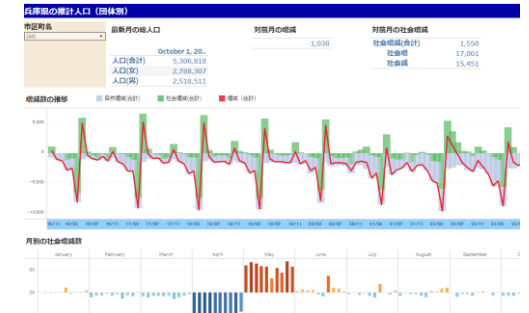 兵庫県の推計人口（団体別）
市区町名
(All)
最新月の総人口
対前月の増減
対前月の社会増減
October 1, 20..
人口(合計) 5,306,818
人口(女) 2,788,307
人口(男) 2,518,511
-1,038
社会増減(合計) 1,550
社会増 17,001
社会減 15,451
増減数の推移
自然増減(合計) 社会増減(合計) 増減（合計）
5,000
0
-5,000
-10,000
月別の社会増減数
January February March April May June July August September
5K
0K